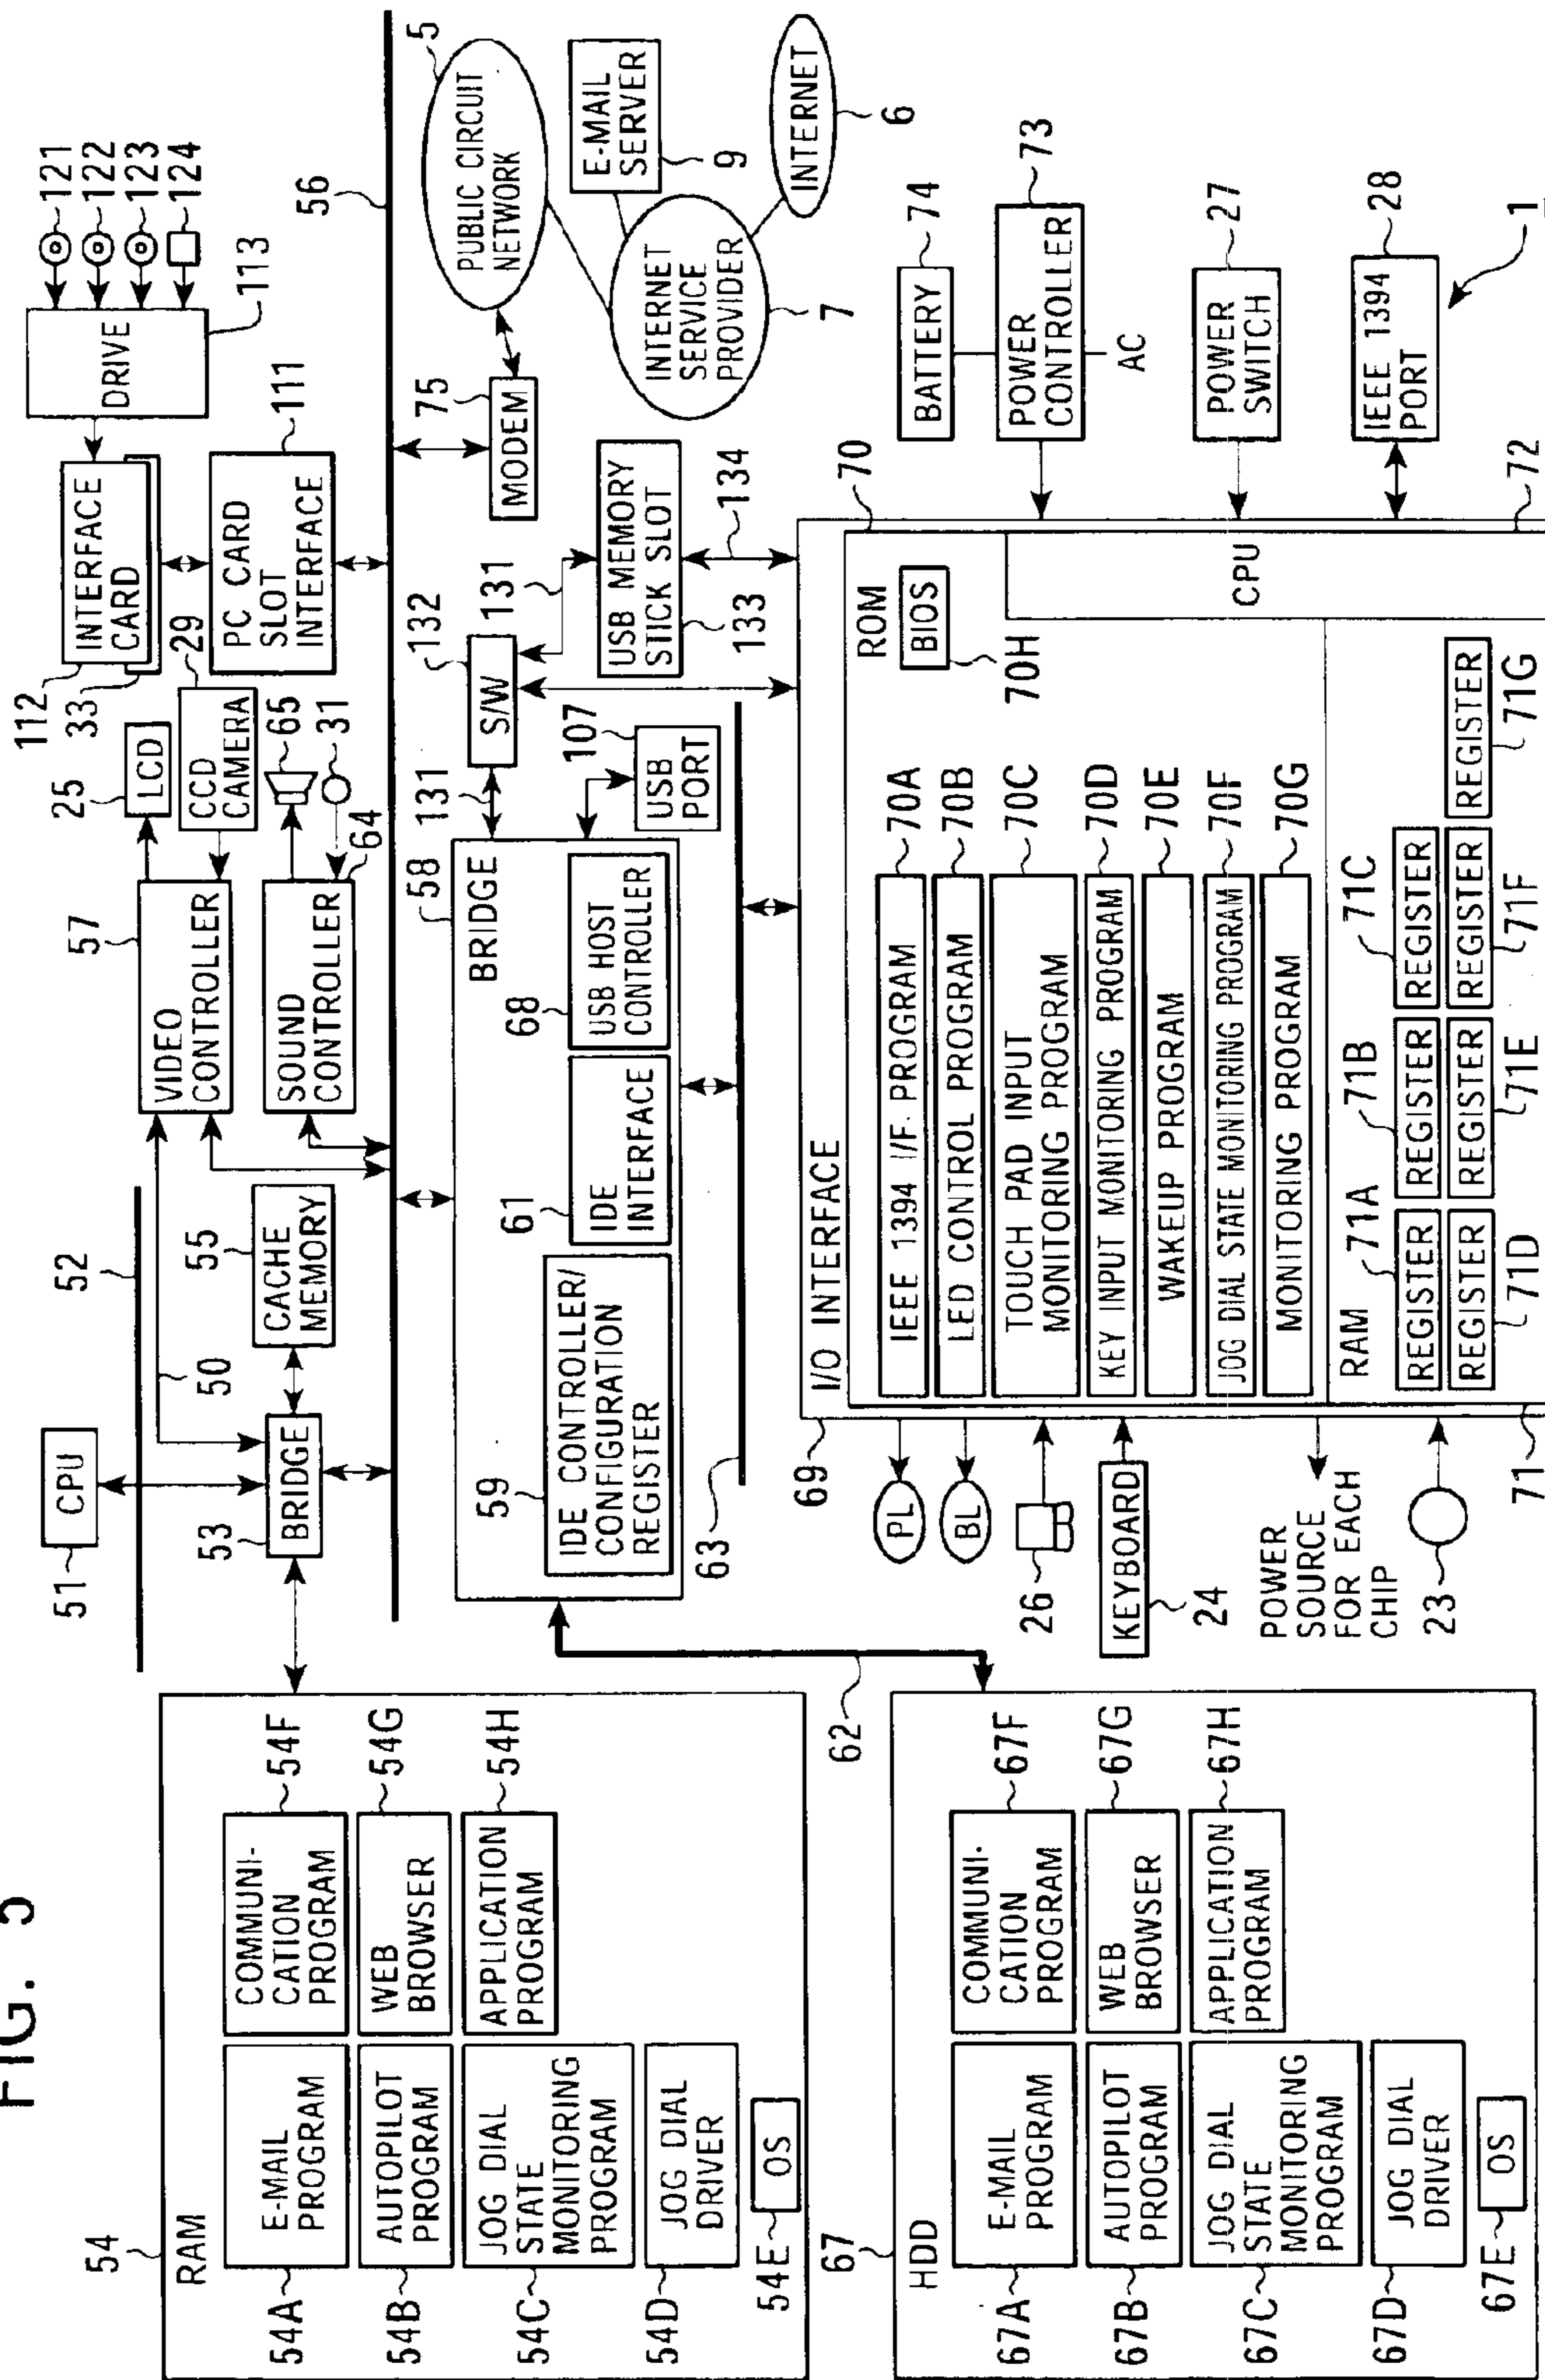 FIG. 5
54
RAM
54A
E-MAIL
PROGRAM
COMMUNI-
CATION
PROGRAM
54F
54B
AUTOPILOT
PROGRAM
WEB
BROWSER
54G
54C
JOG DIAL
STATE
MONITORING
PROGRAM
APPLICATION
PROGRAM
54H
54D
JOG DIAL
DRIVER
54E
OS
62
67
HDD
67A
E-MAIL
PROGRAM
COMMUNI-
CATION
PROGRAM
67F
67B
AUTOPILOT
PROGRAM
WEB
BROWSER
67G
67C
JOG DIAL
STATE
MONITORING
PROGRAM
APPLICATION
PROGRAM
67H
67D
JOG DIAL
DRIVER
67E
OS
51
CPU
52
53
BRIDGE
50
55
CACHE
MEMORY
57
VIDEO
CONTROLLER
25
LCD
29
CCD
CAMERA
SOUND
CONTROLLER
64
65
31
112
33
INTERFACE
CARD
PC CARD
SLOT
INTERFACE
111
DRIVE
113
121
122
123
124
56
58
BRIDGE
59
IDE CONTROLLER/
CONFIGURATION
REGISTER
61
IDE
INTERFACE
68
USB HOST
CONTROLLER
63
131
132
S/W
131
107
USB
PORT
USB MEMORY
STICK SLOT
133
134
75
MODEM
PUBLIC CIRCUIT
NETWORK
5
INTERNET
SERVICE
PROVIDER
7
E-MAIL
SERVER
9
INTERNET
6
69
I/O INTERFACE
PL
BL
26
KEYBOARD
24
POWER
SOURCE
FOR EACH
CHIP
23
71
70
ROM
BIOS
70H
IEEE 1394 I/F PROGRAM
70A
LED CONTROL PROGRAM
70B
TOUCH PAD INPUT
MONITORING PROGRAM
70C
KEY INPUT MONITORING PROGRAM
70D
WAKEUP PROGRAM
70E
JOG DIAL STATE MONITORING PROGRAM
70F
MONITORING PROGRAM
70G
CPU
72
RAM
71A
71B
71C
REGISTER
REGISTER
REGISTER
REGISTER
REGISTER
REGISTER
REGISTER
71D
71E
71F
71G
BATTERY
74
POWER
CONTROLLER
73
AC
POWER
SWITCH
27
IEEE 1394
PORT
28
1